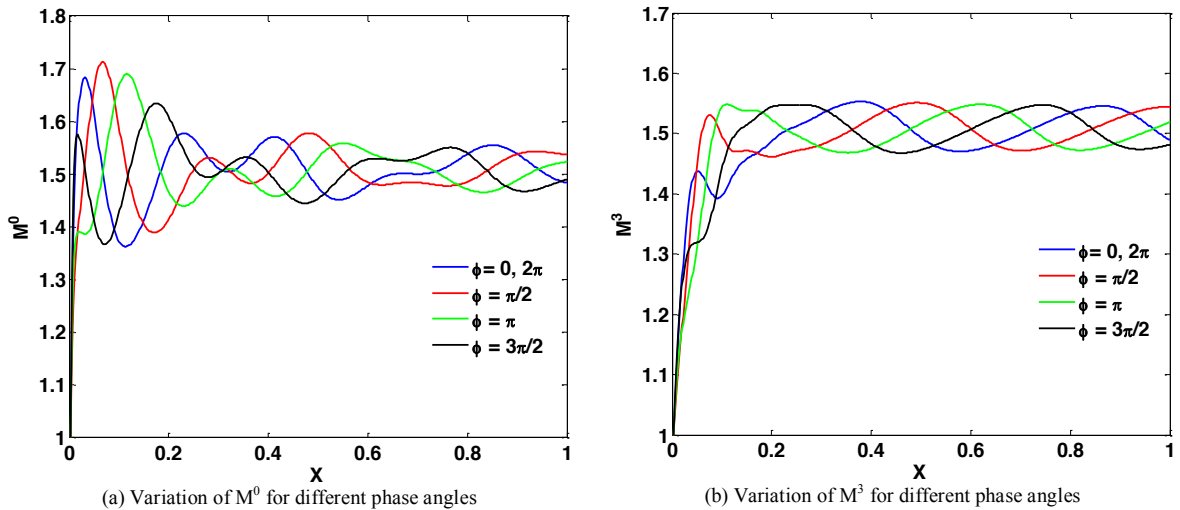 1.8
1.7
1.6
1.5
1.4
1.3
1.2
1.1
1
M⁰
0
0.2
0.4
0.6
0.8
1
X
ϕ= 0, 2π
ϕ = π/2
ϕ = π
ϕ = 3π/2
(a) Variation of M⁰ for different phase angles
1.7
1.6
1.5
1.4
1.3
1.2
1.1
1
M³
0
0.2
0.4
0.6
0.8
1
X
ϕ= 0, 2π
ϕ = π/2
ϕ = π
ϕ = 3π/2
(b) Variation of M³ for different phase angles